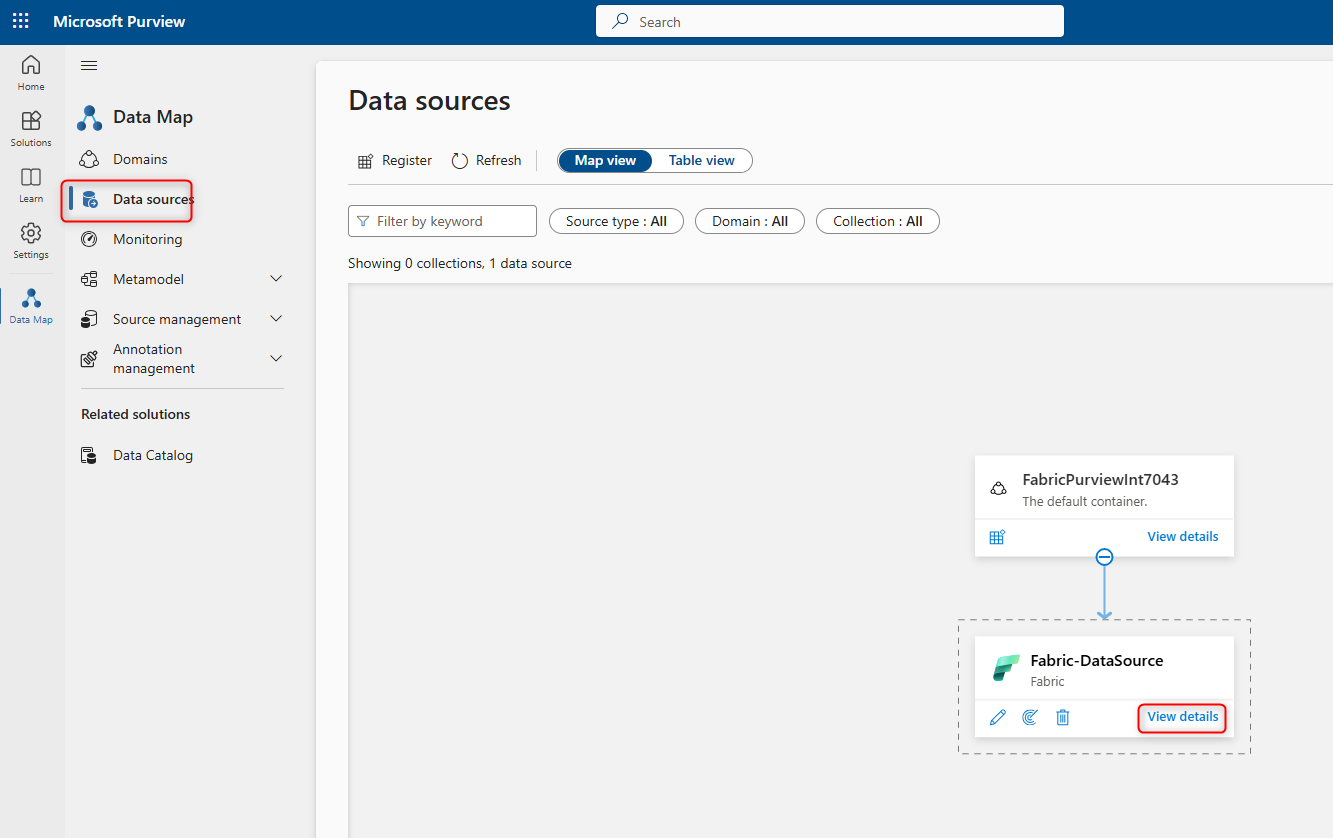 Microsoft Purview
Search
Home
Solutions
Learn
Settings
Data Map
Data Map
Domains
Data sources
Monitoring
Metamodel
Source management
Annotation
management
Related solutions
Data Catalog
Data sources
Register Refresh Map view Table view
Filter by keyword Source type : All Domain : All Collection : All
Showing 0 collections, 1 data source
FabricPurviewInt7043
The default container.
View details
Fabric-DataSource
Fabric
View details